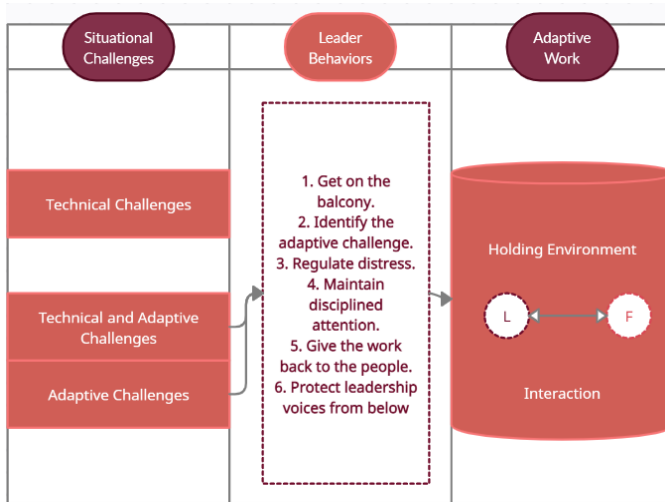 Situational
Challenges
Leader
Behaviors
Adaptive
Work
Technical Challenges
Technical and Adaptive
Challenges
Adaptive Challenges
1. Get on the
balcony.
2. Identify the
adaptive challenge.
3. Regulate distress.
4. Maintain
disciplined
attention.
5. Give the work
back to the people.
6. Protect leadership
voices from below
Holding Environment
L
F
Interaction